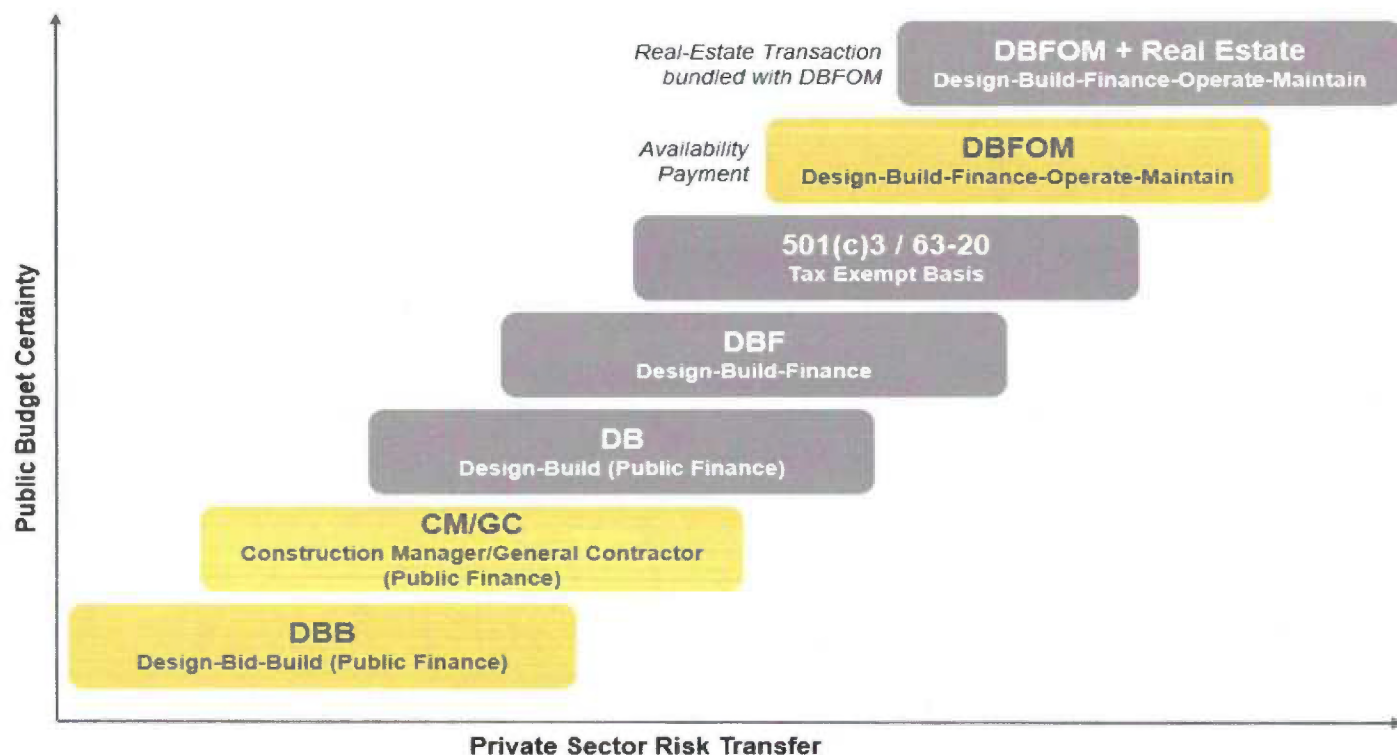 Real-Estate Transaction
bundled with DBFOM
DBFOM + Real Estate
Design-Build-Finance-Operate-Maintain
Availability
Payment
DBFOM
Design-Build-Finance-Operate-Maintain
501(c)3 / 63-20
Tax Exempt Basis
DBF
Design-Build-Finance
DB
Design-Build (Public Finance)
CM/GC
Construction Manager/General Contractor
(Public Finance)
DBB
Design-Bid-Build (Public Finance)
Public Budget Certainty
Private Sector Risk Transfer